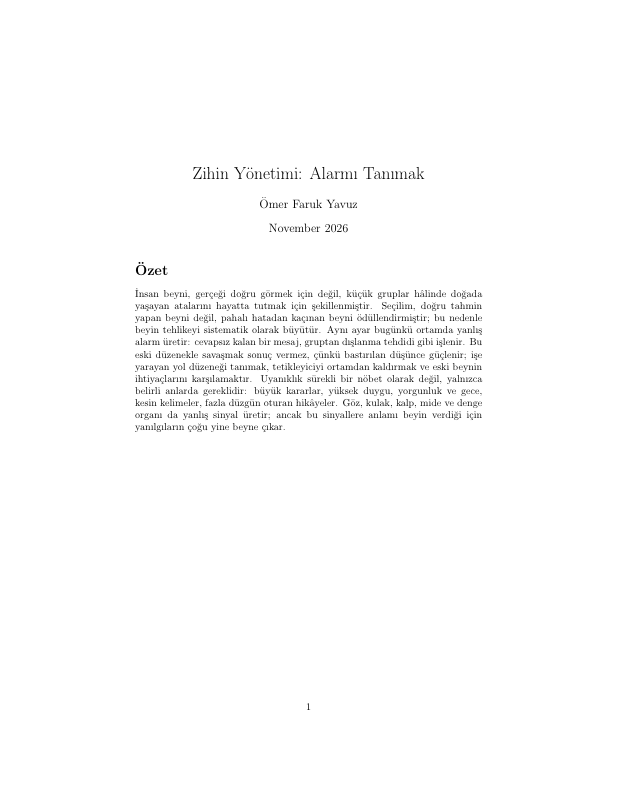 Zihin Yönetimi: Alarmı Tanımak
Ömer Faruk Yavuz
November 2026
Özet
İnsan beyni, gerçeği doğru görmek için değil, küçük gruplar hâlinde doğada
yaşayan atalarını hayatta tutmak için şekillenmiştir. Seçilim, doğru tahmin
yapan beyni değil, pahalı hatadan kaçınan beyni ödüllendirmiştir; bu nedenle
beyin tehlikeyi sistematik olarak büyütür. Aynı ayar bugünkü ortamda yanlış
alarm üretir: cevapsız kalan bir mesaj, gruptan dışlanma tehdidi gibi işlenir. Bu
eski düzenekle savaşmak sonuç vermez, çünkü bastırılan düşünce güçlenir; işe
yarayan yol düzeneği tanımak, tetikleyiciyi ortamdan kaldırmak ve eski beynin
ihtiyaçlarını karşılamaktır. Uyanıklık sürekli bir nöbet olarak değil, yalnızca
belirli anlarda gereklidir: büyük kararlar, yüksek duygu, yorgunluk ve gece,
kesin kelimeler, fazla düzgün oturan hikâyeler. Göz, kulak, kalp, mide ve denge
organı da yanlış sinyal üretir; ancak bu sinyallere anlamı beyin verdiği için
yanılgıların çoğu yine beyne çıkar.
1